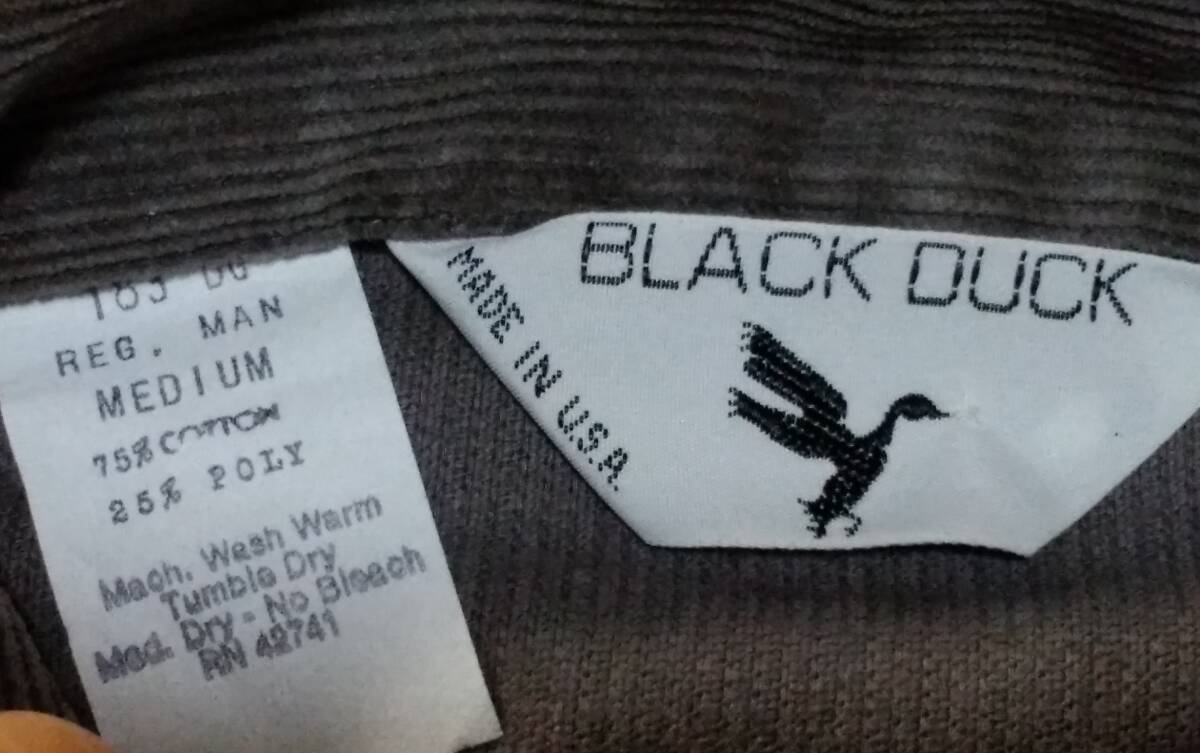 REG. MAN
MEDIUM
75% COTTON
25% POLY
Mach. Wash Warm
Tumble Dry
Med. Dry - No Bleach
RN 42741
MADE IN U.S.A.
BLACK DUCK